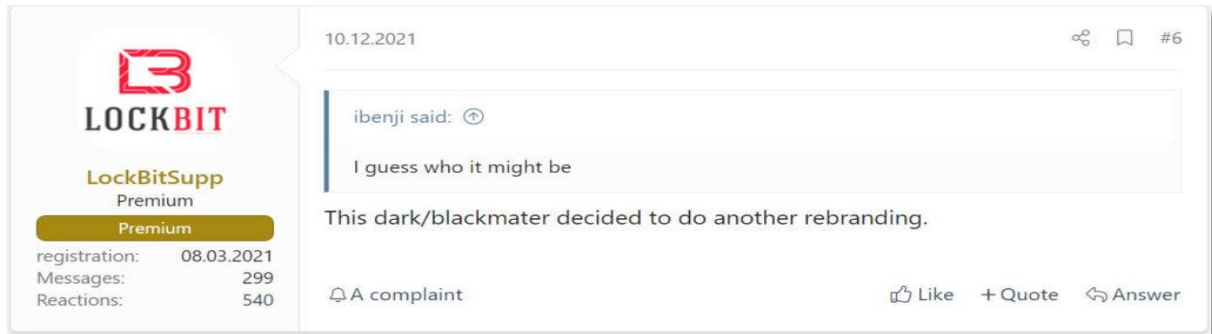 LOCKBIT
LockBitSupp
Premium
Premium
registration: 08.03.2021
Messages: 299
Reactions: 540
10.12.2021
#6
ibenji said:
I guess who it might be
This dark/blackmater decided to do another rebranding.
A complaint
Like + Quote Answer